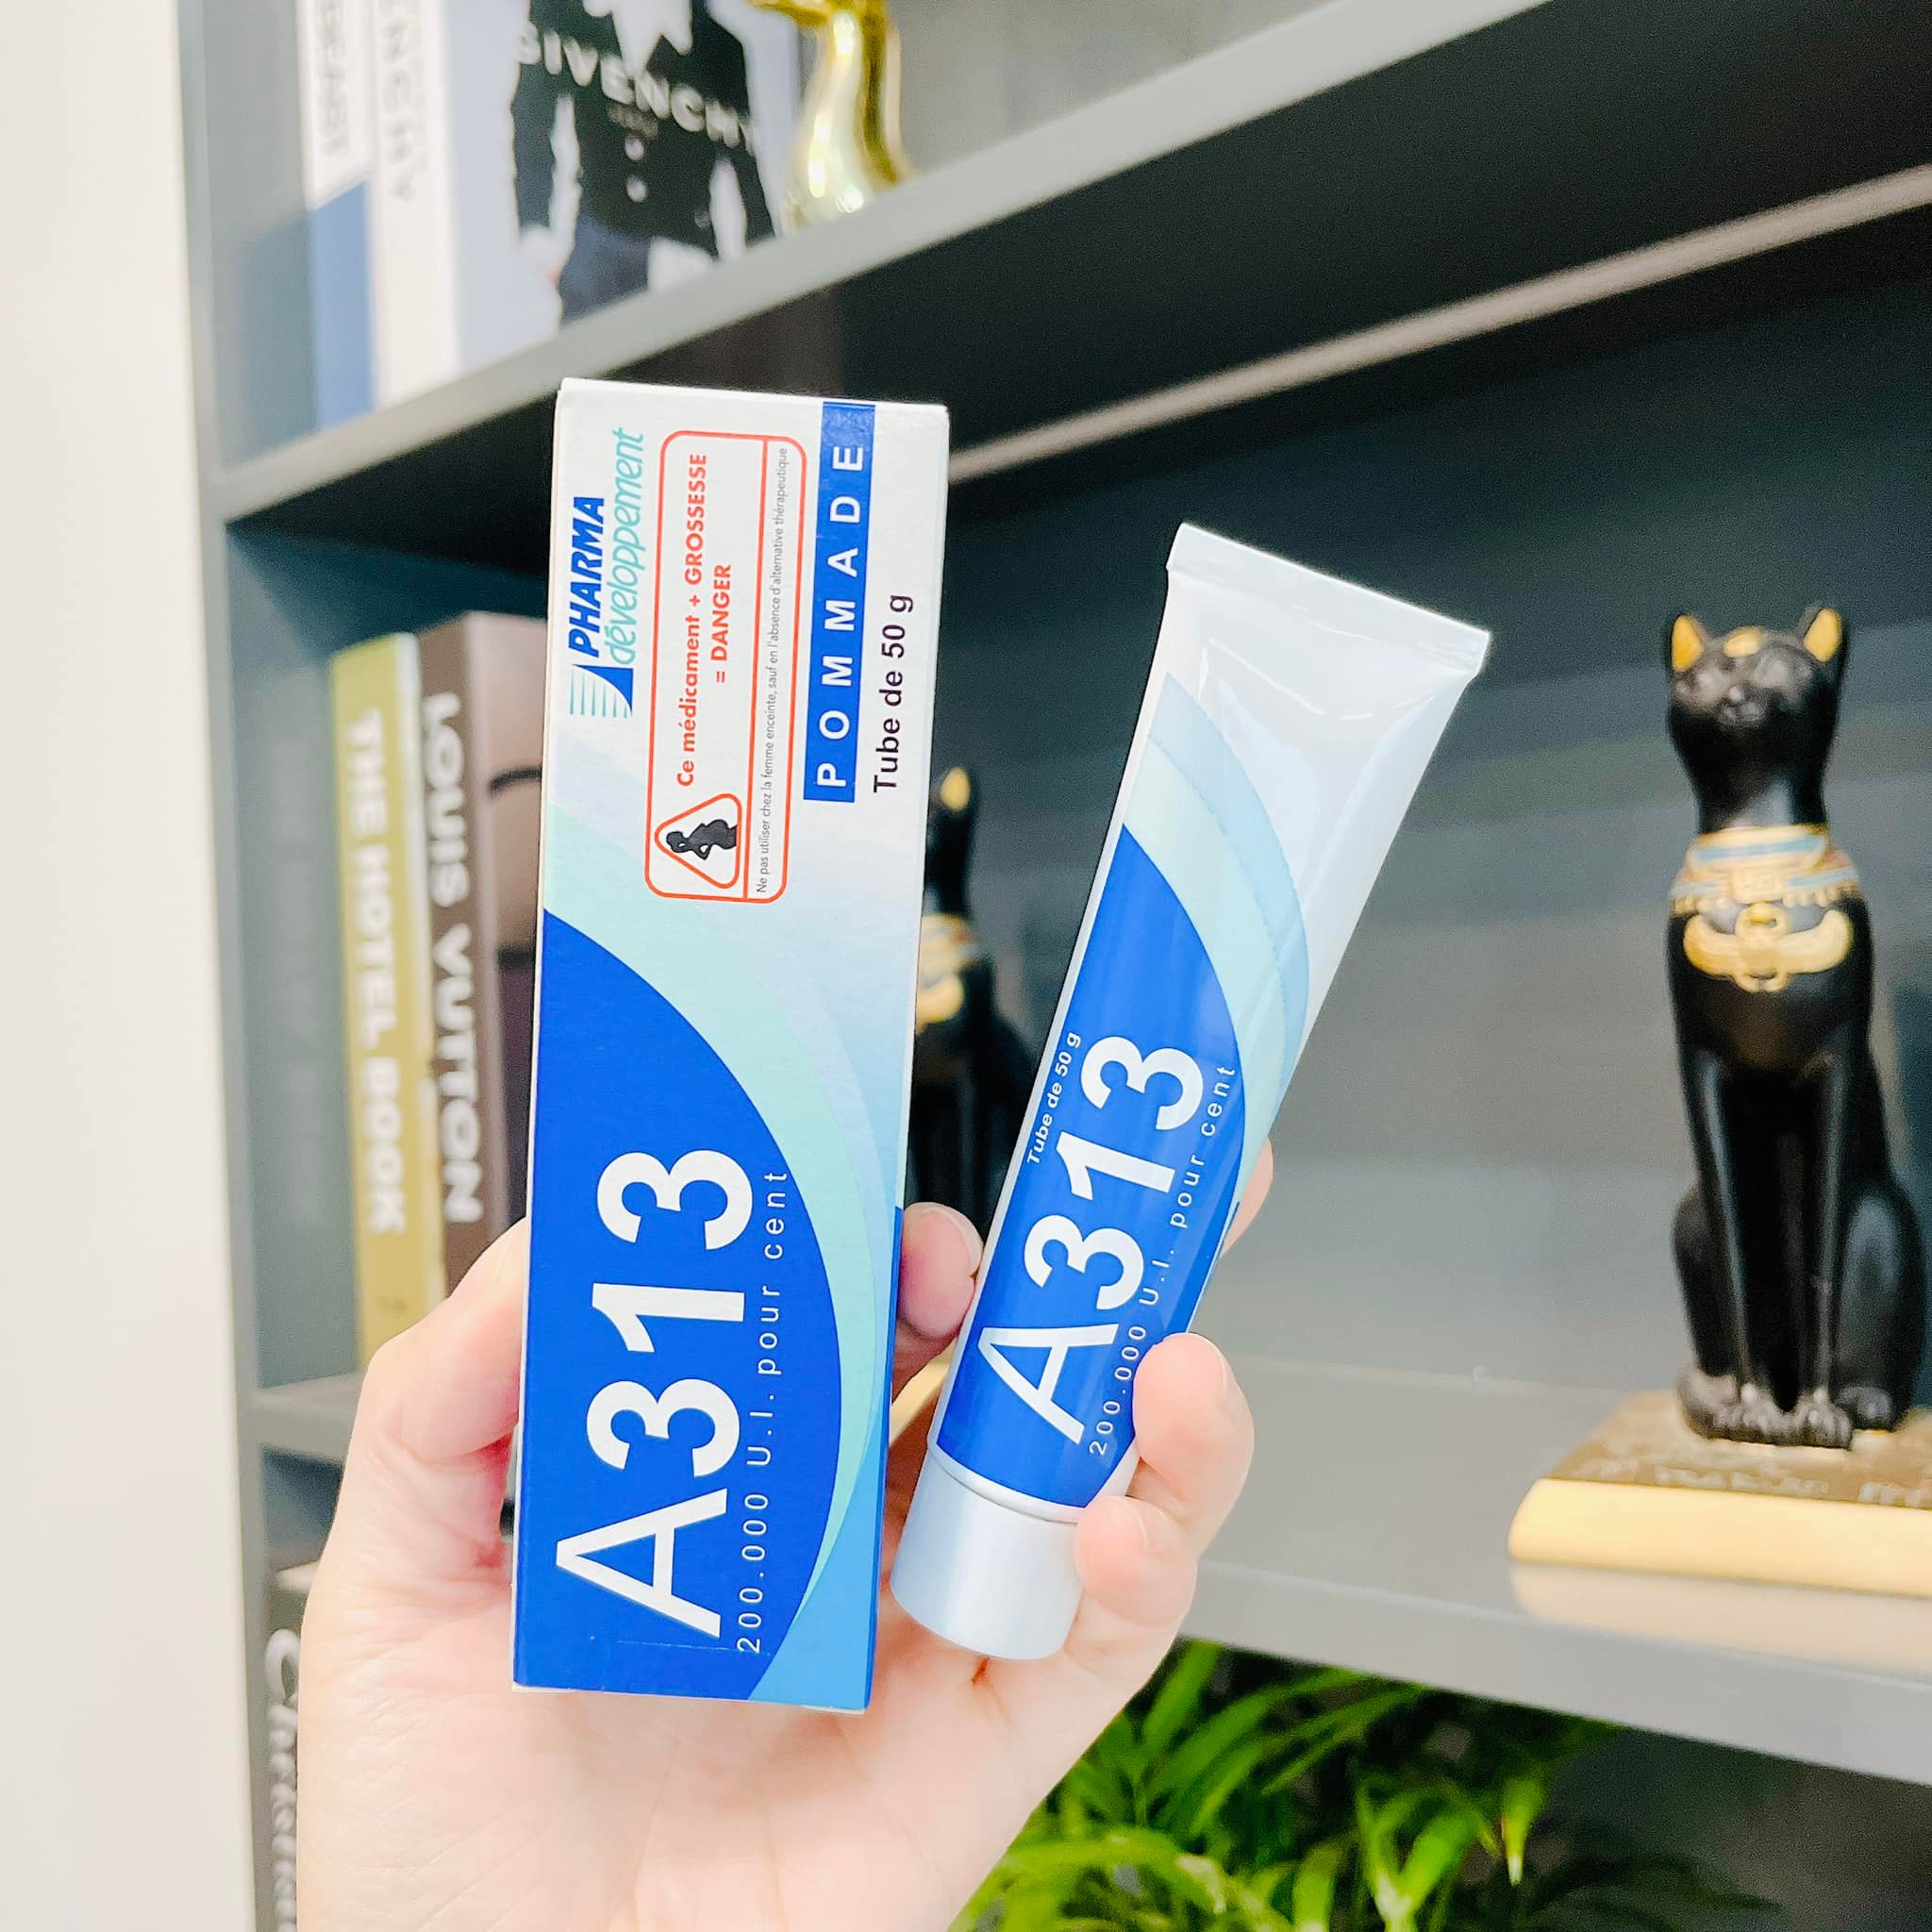 GIVENCHY
PHARMA
développement
Ce médicament + GROSSESSE
= DANGER
Ne pas utiliser chez la femme enceinte, sauf en l'absence d'alternative thérapeutique
POMMADE
Tube de 50 g
A313
200.000 U.I. pour cent
Tube de 50 g
A313
200.000 U.I. pour cent
THE HOTEL BOOK
LOUIS VUITTON